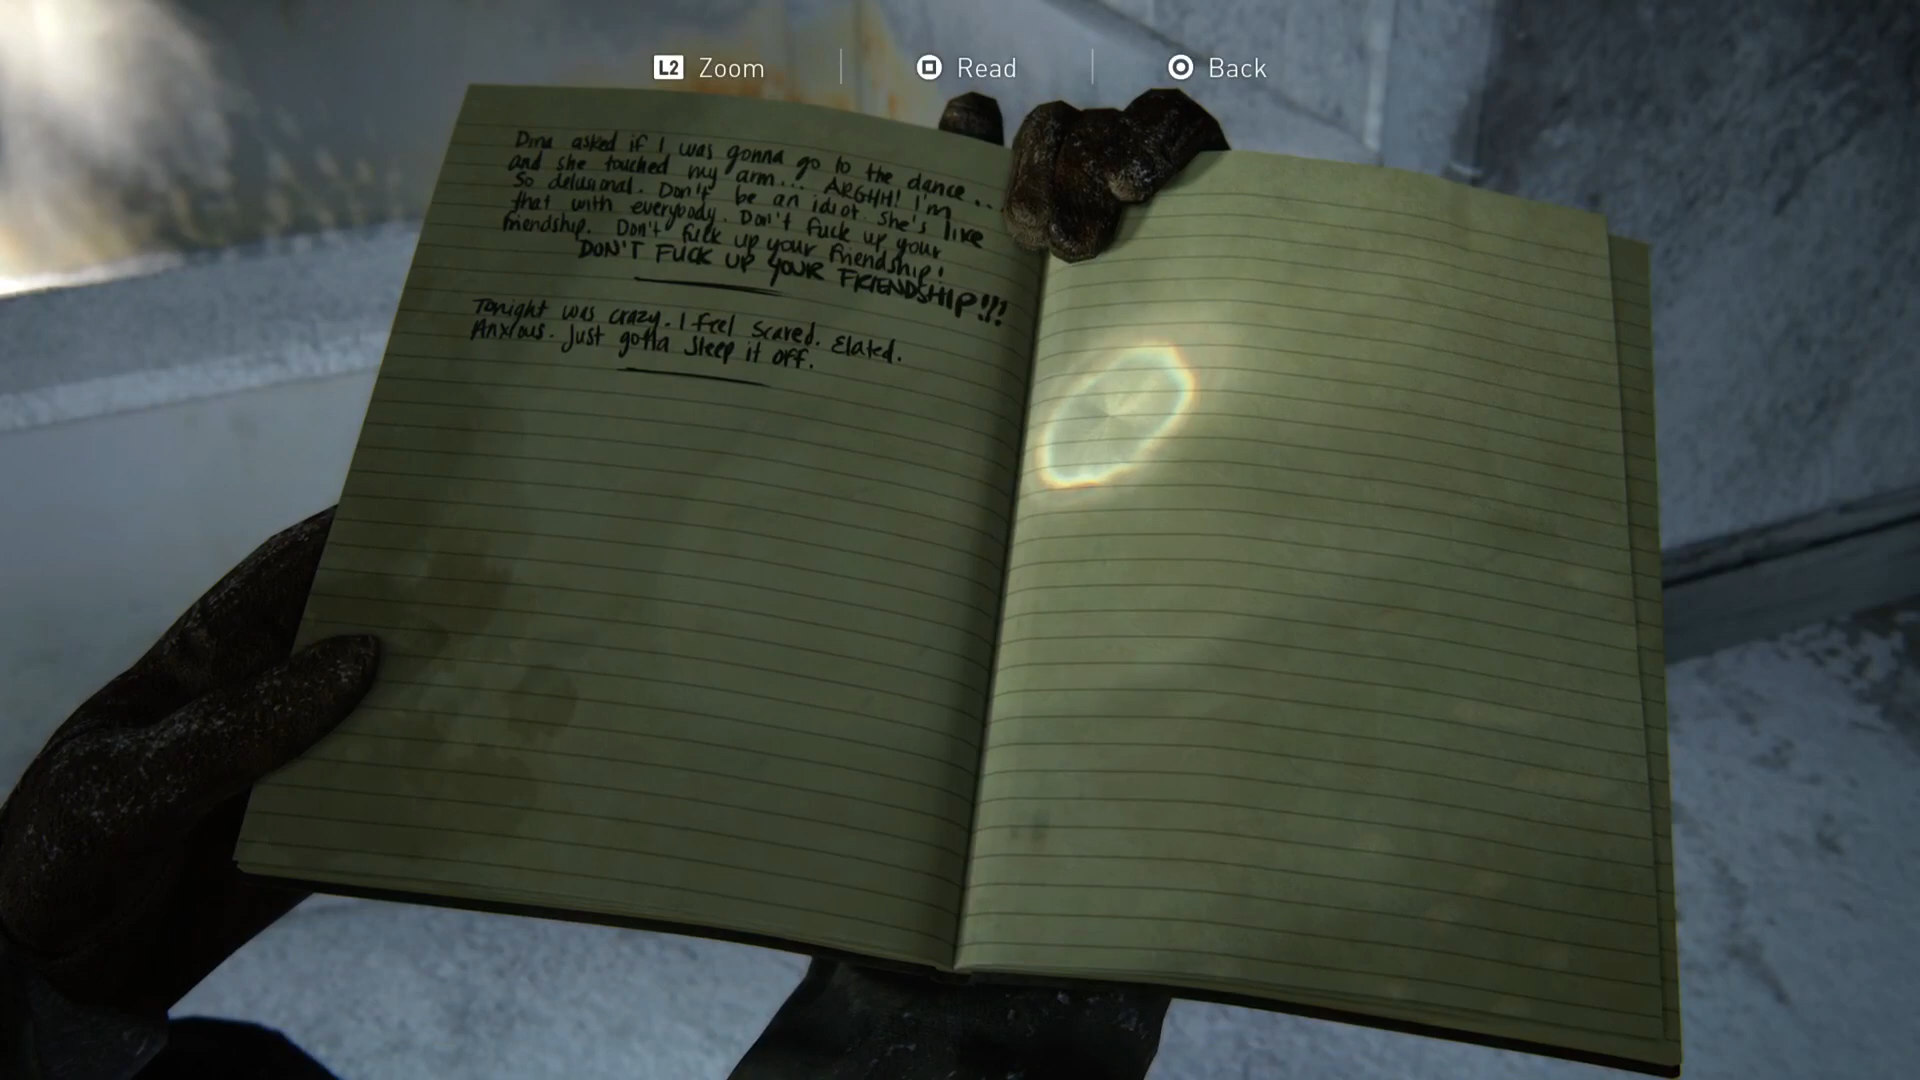 L2 Zoom
Read
Back
Dina asked if I was gonna go to the dance...
and she touched my arm... ARGHH! I'm
so delusional. Don't be an idiot. She's like
that with everybody. Don't fuck up your
friendship. Don't fuck up your friendship!
DON'T FUCK UP YOUR FRIENDSHIP!!!
Tonight was crazy. I feel scared. Elated.
Anxious. Just gotta sleep it off.